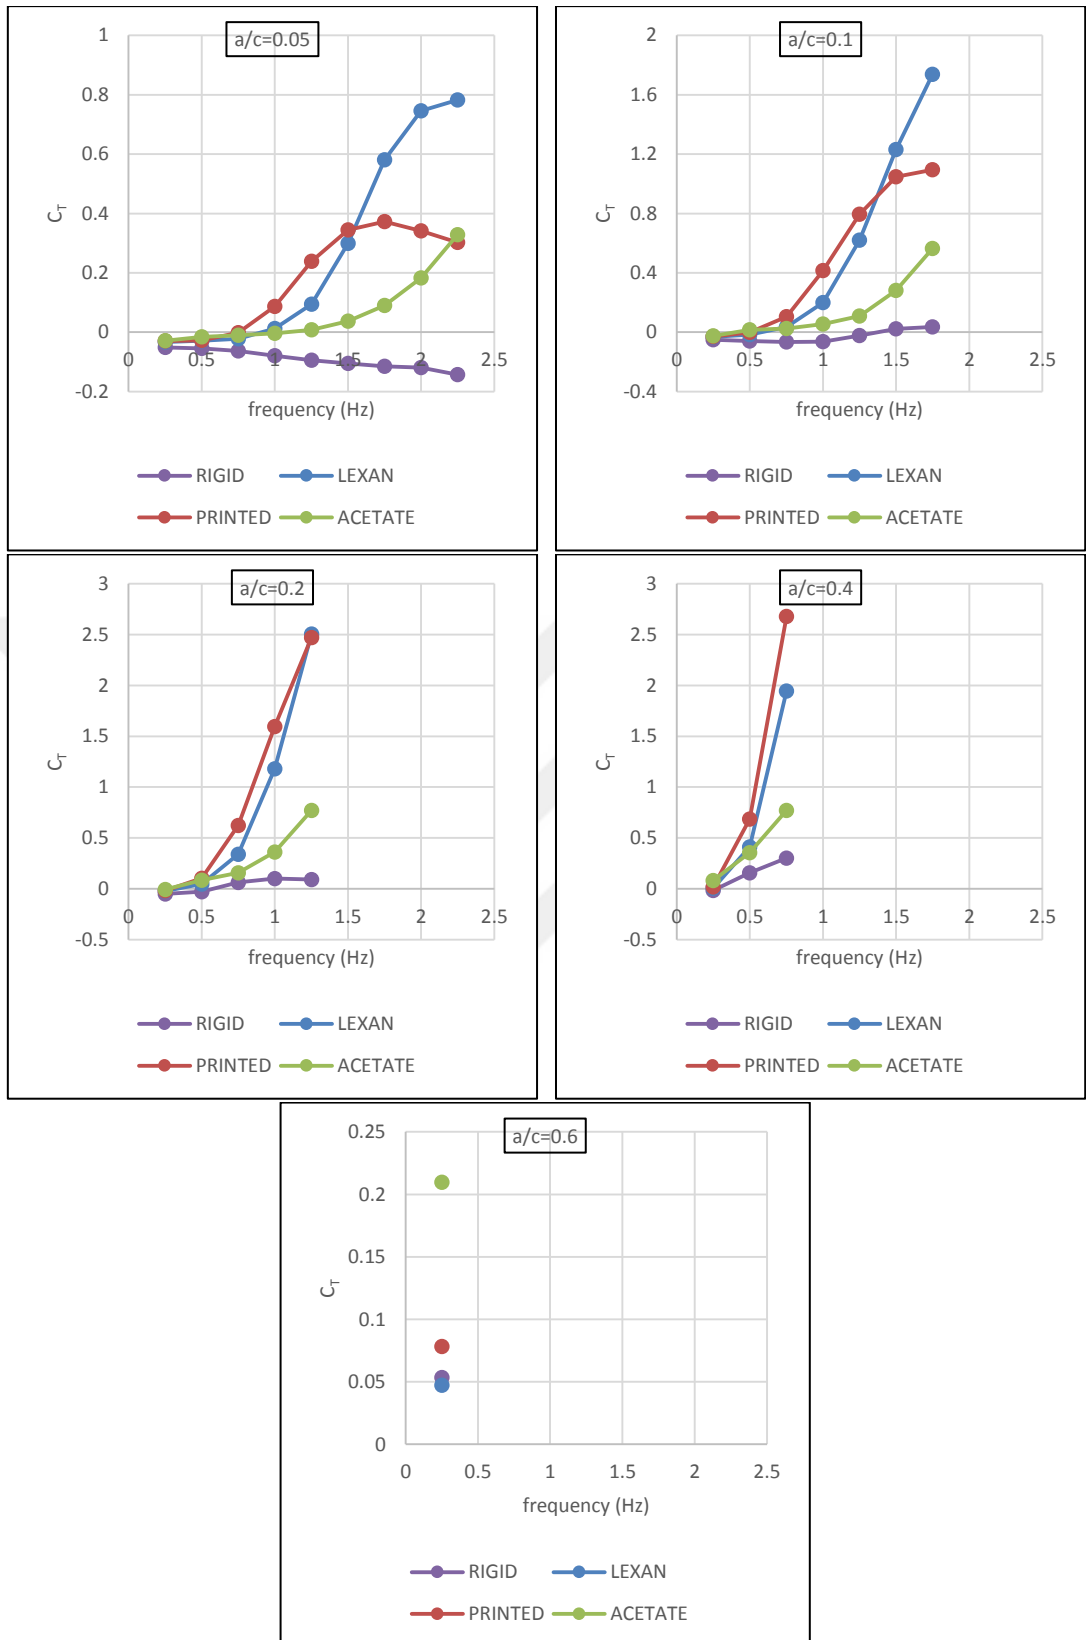 a/c=0.05
1
0.8
0.6
0.4
0.2
0
-0.2
C_T
0 0.5 1 1.5 2 2.5
frequency (Hz)
RIGID LEXAN
PRINTED ACETATE
a/c=0.1
2
1.6
1.2
0.8
0.4
0
-0.4
C_T
0 0.5 1 1.5 2 2.5
frequency (Hz)
RIGID LEXAN
PRINTED ACETATE
a/c=0.2
3
2.5
2
1.5
1
0.5
0
-0.5
C_T
0 0.5 1 1.5 2 2.5
frequency (Hz)
RIGID LEXAN
PRINTED ACETATE
a/c=0.4
3
2.5
2
1.5
1
0.5
0
-0.5
C_T
0 0.5 1 1.5 2 2.5
frequency (Hz)
RIGID LEXAN
PRINTED ACETATE
a/c=0.6
0.25
0.2
0.15
0.1
0.05
0
C_T
0 0.5 1 1.5 2 2.5
frequency (Hz)
RIGID LEXAN
PRINTED ACETATE